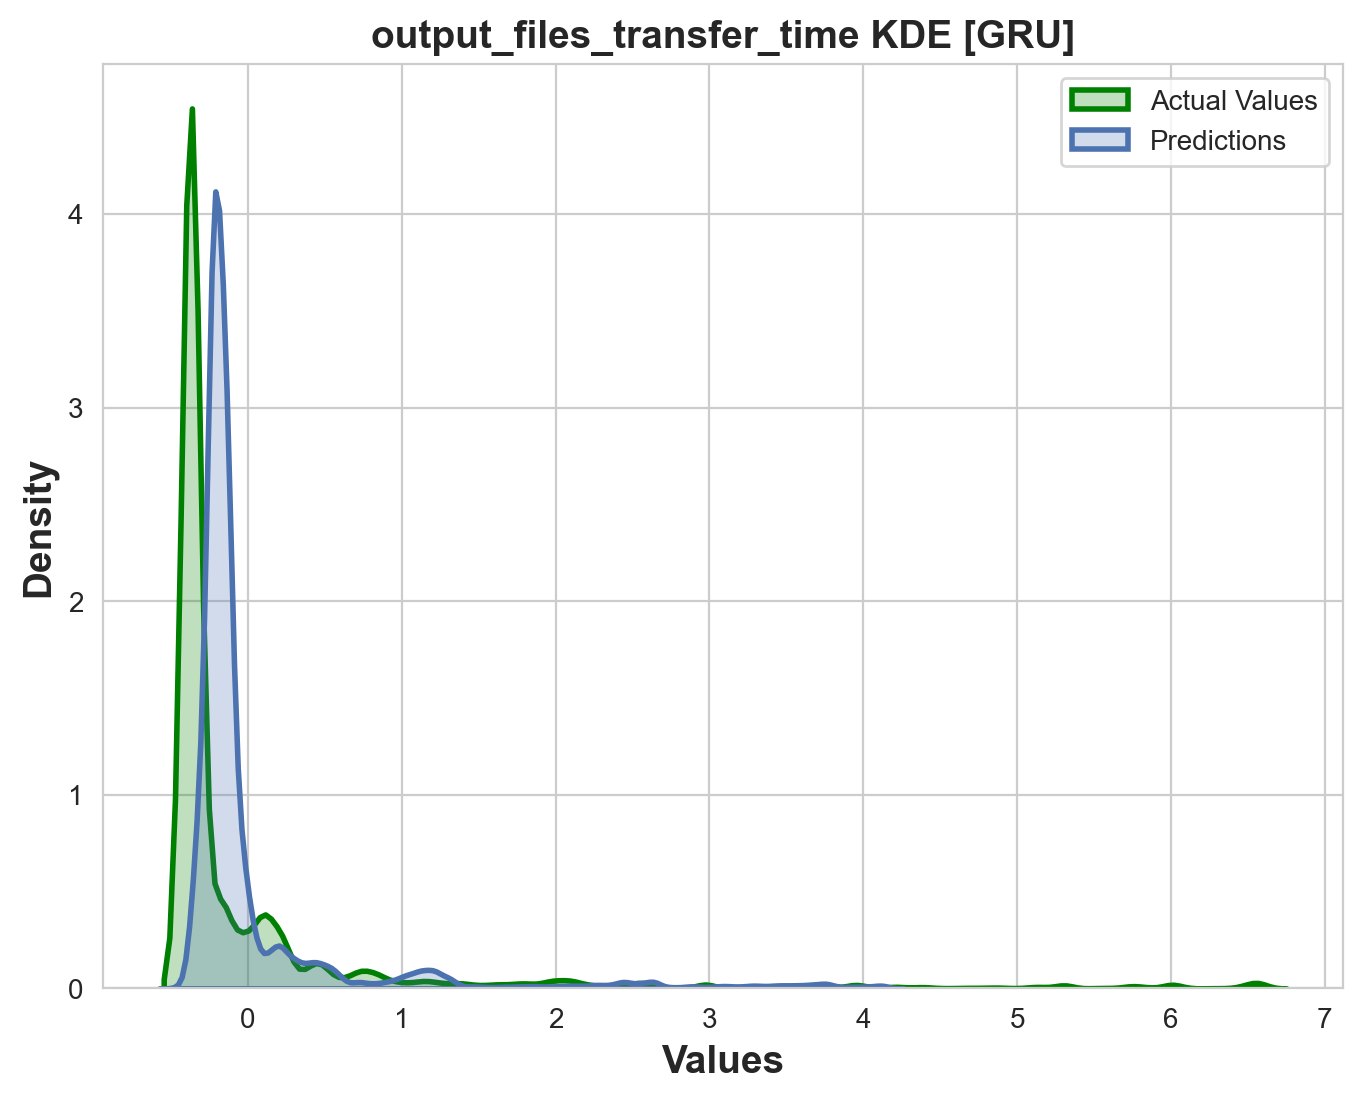 output_files_transfer_time KDE [GRU]
Actual Values
Predictions
Density
4
3
2
1
0
0 1 2 3 4 5 6 7
Values